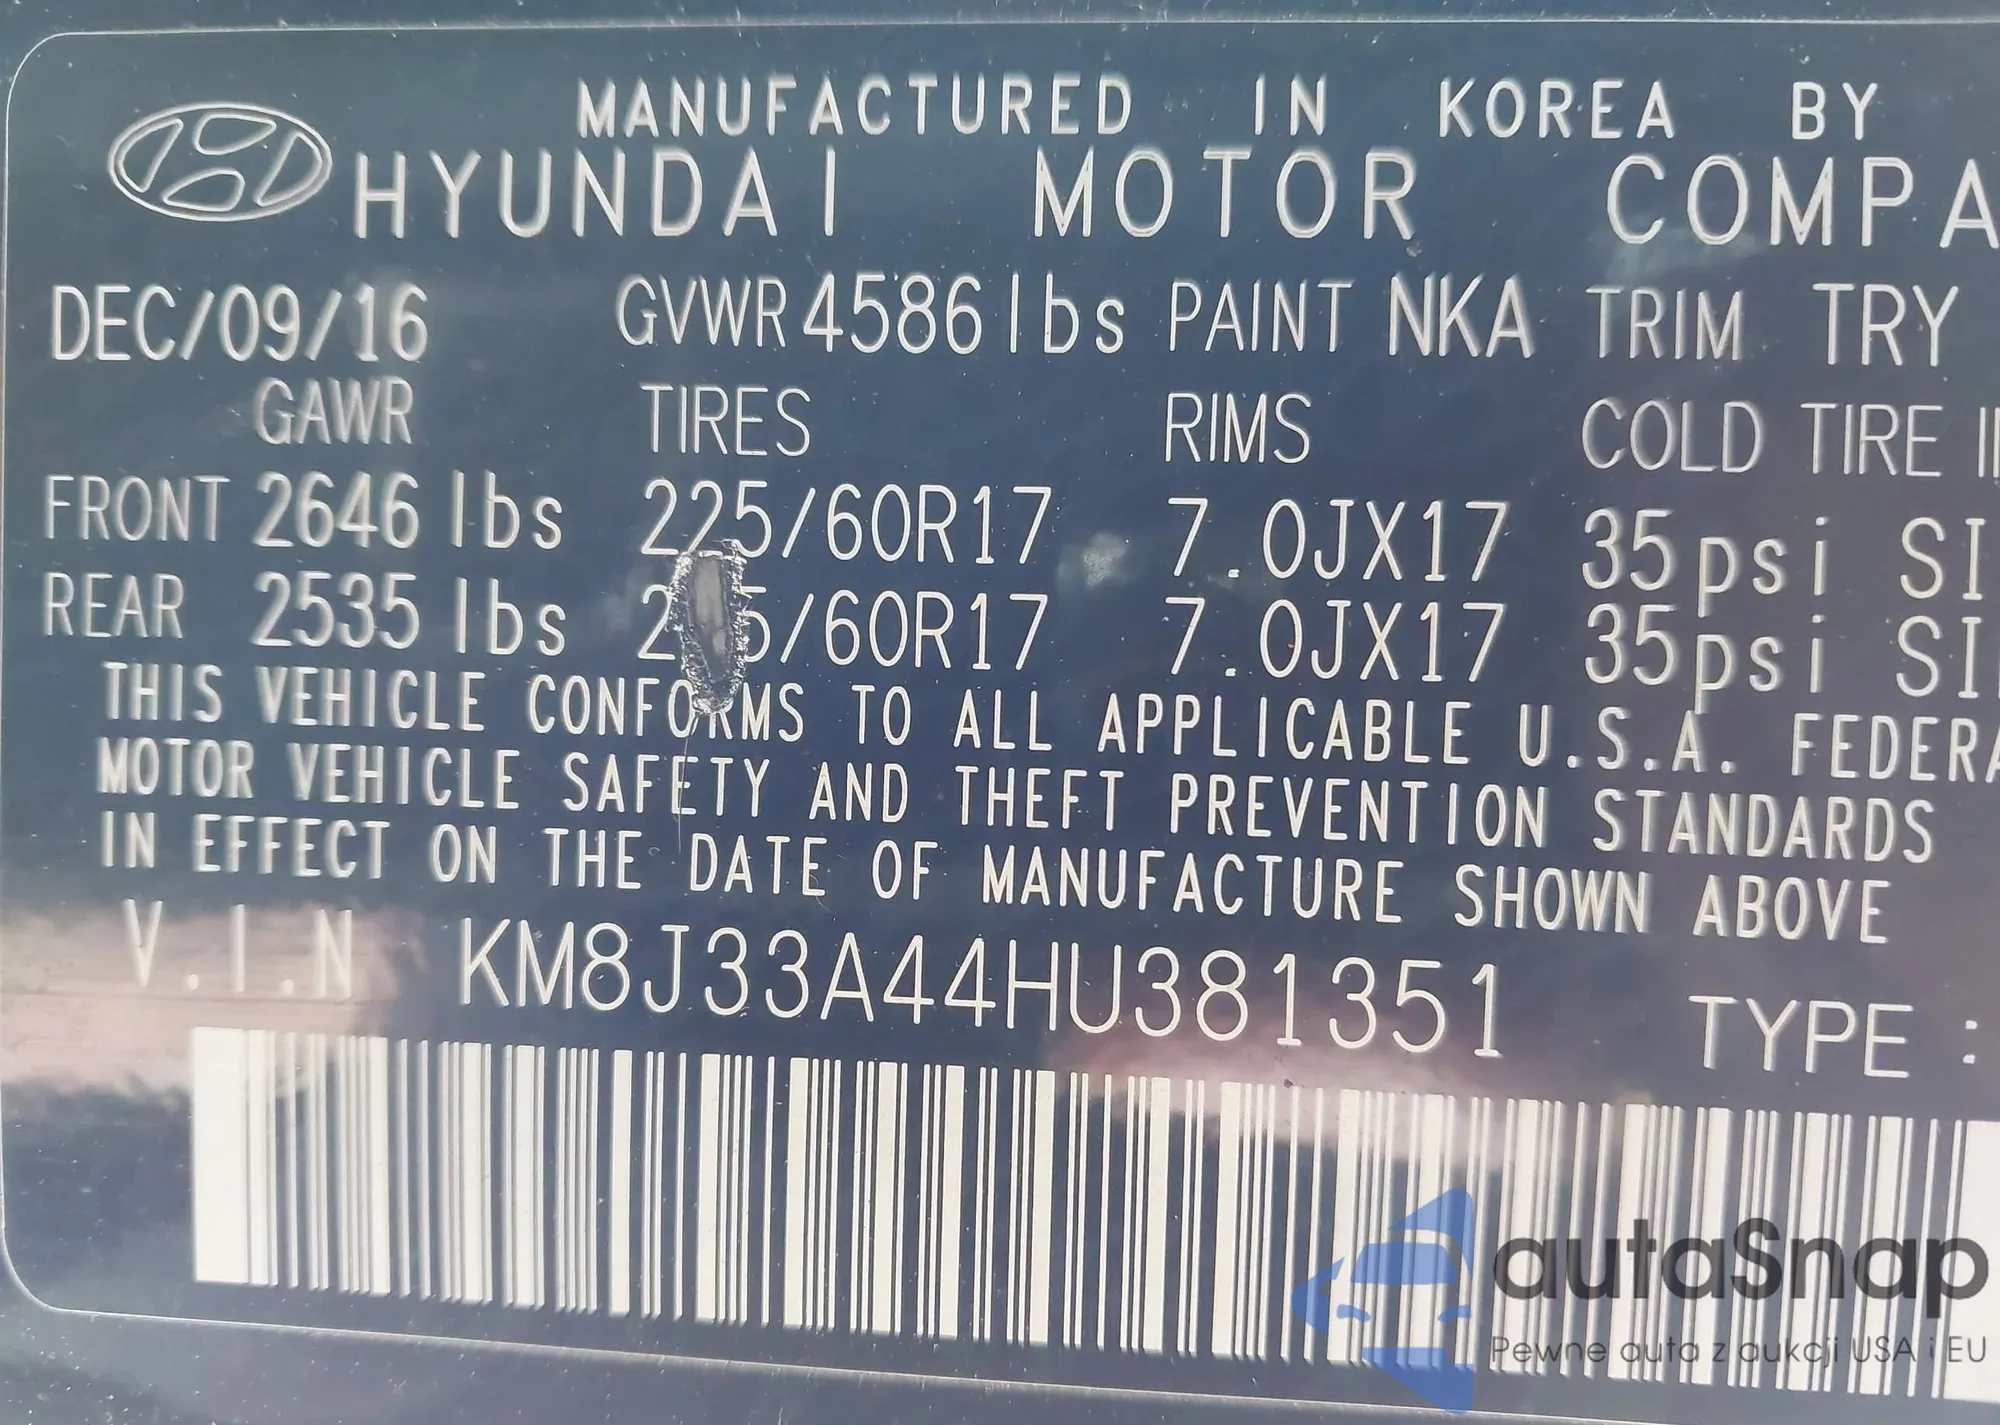 MANUFACTURED IN KOREA BY
HYUNDAI MOTOR COMPA
DEC/09/16 GVWR 4586 lbs PAINT NKA TRIM TRY
GAWR TIRES RIMS COLD TIRE I
FRONT 2646 lbs 225/60R17 7.0JX17 35psi SI
REAR 2535 lbs 5/60R17 7.0JX17 35psi SI
THIS VEHICLE CONFORMS TO ALL APPLICABLE U.S.A. FEDERA
MOTOR VEHICLE SAFETY AND THEFT PREVENTION STANDARDS
IN EFFECT ON THE DATE OF MANUFACTURE SHOWN ABOVE
V.I.N KM8J33A44HU381351 TYPE :
autaSnap
Pewne auta z aukcji USA i EU